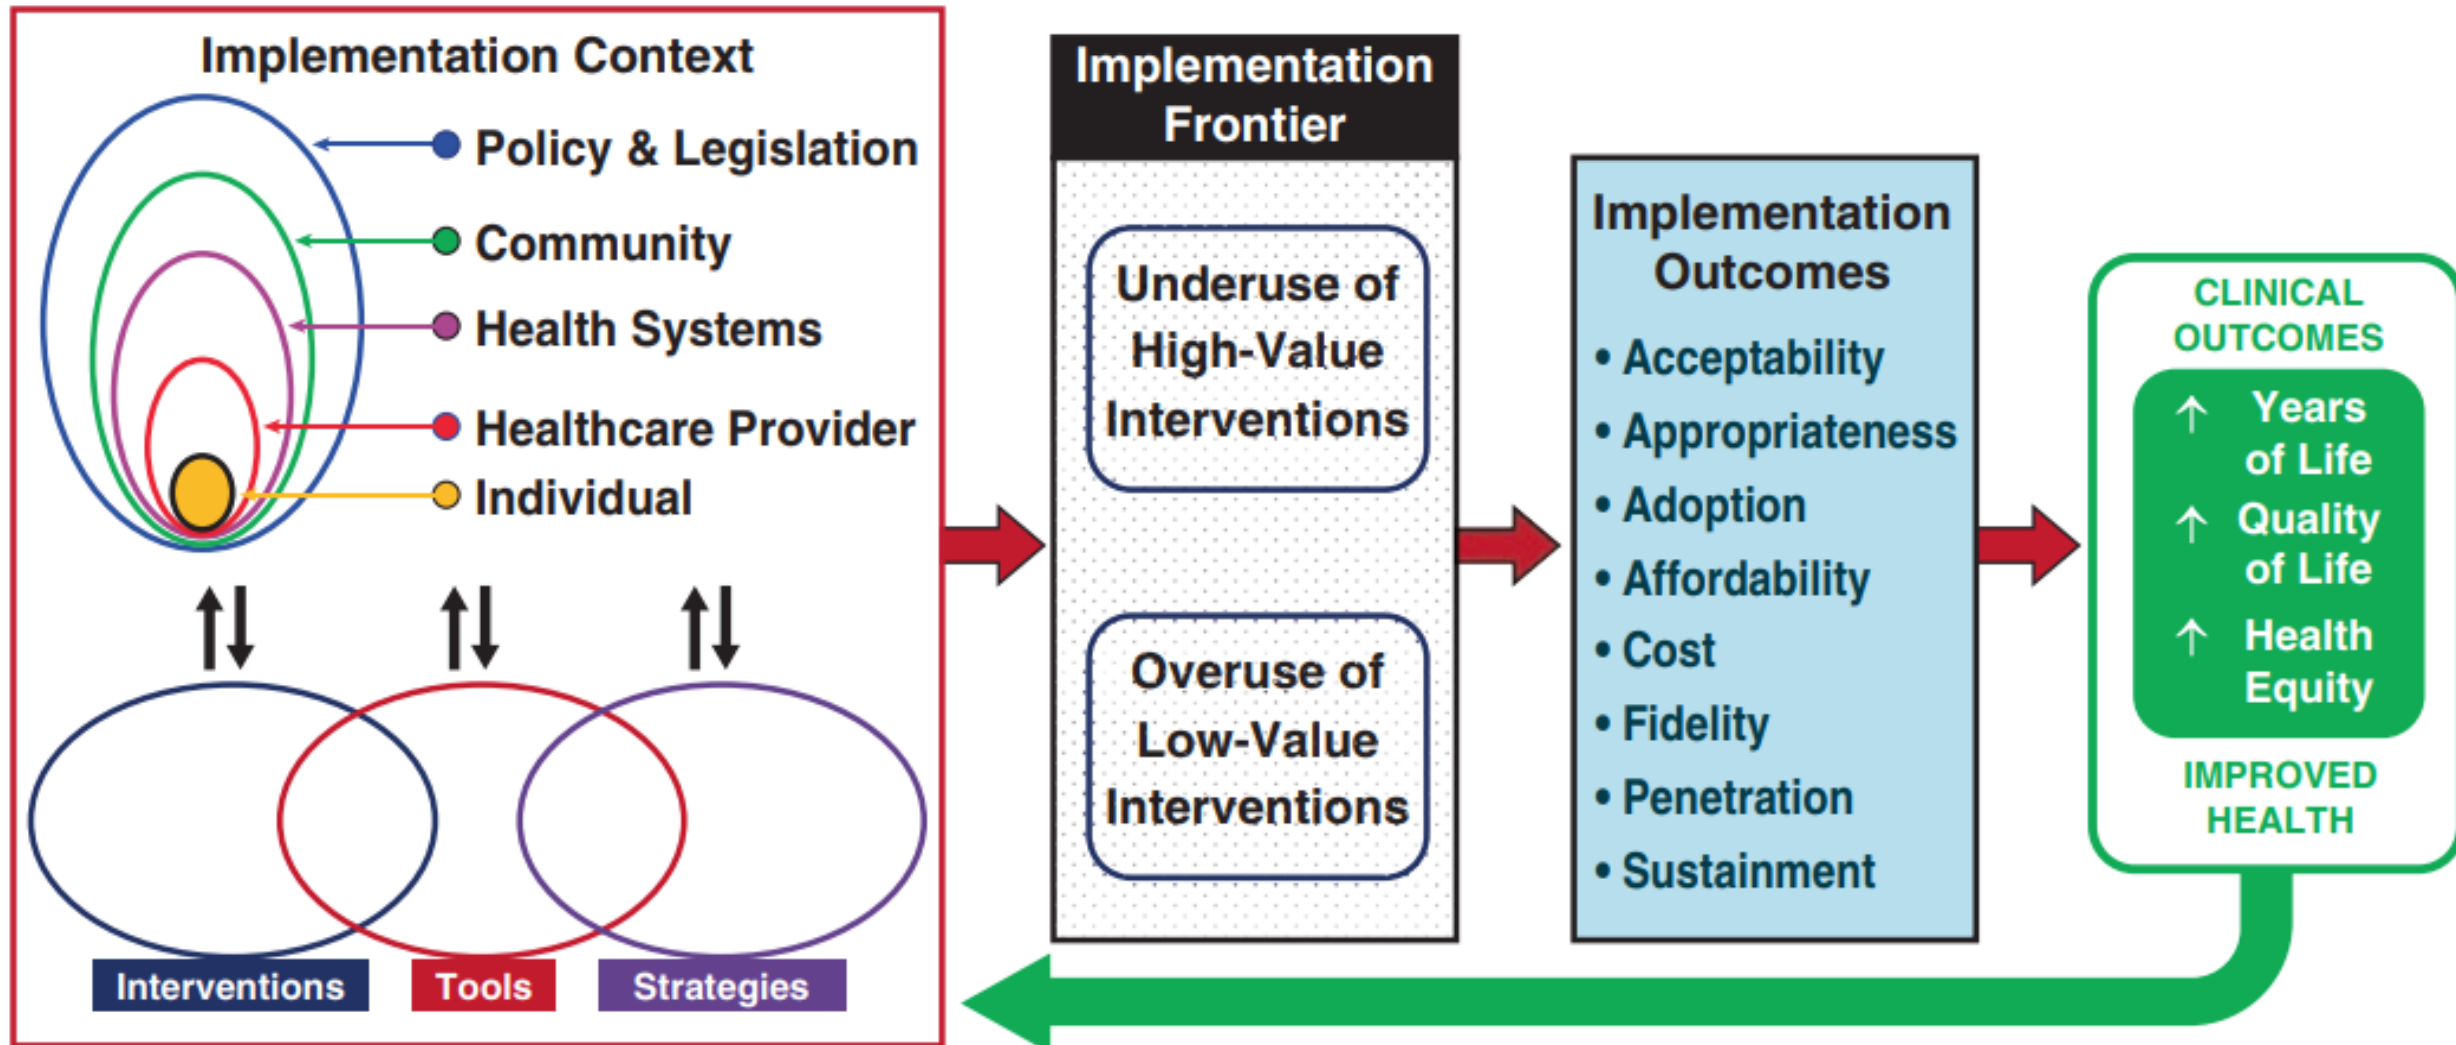 Implementation Context
Policy & Legislation
Community
Health Systems
Healthcare Provider
Individual
Interventions
Tools
Strategies
Implementation
Frontier
Underuse of
High-Value
Interventions
Overuse of
Low-Value
Interventions
Implementation
Outcomes
• Acceptability
• Appropriateness
• Adoption
• Affordability
• Cost
• Fidelity
• Penetration
• Sustainment
CLINICAL
OUTCOMES
↑ Years
of Life
↑ Quality
of Life
↑ Health
Equity
IMPROVED
HEALTH